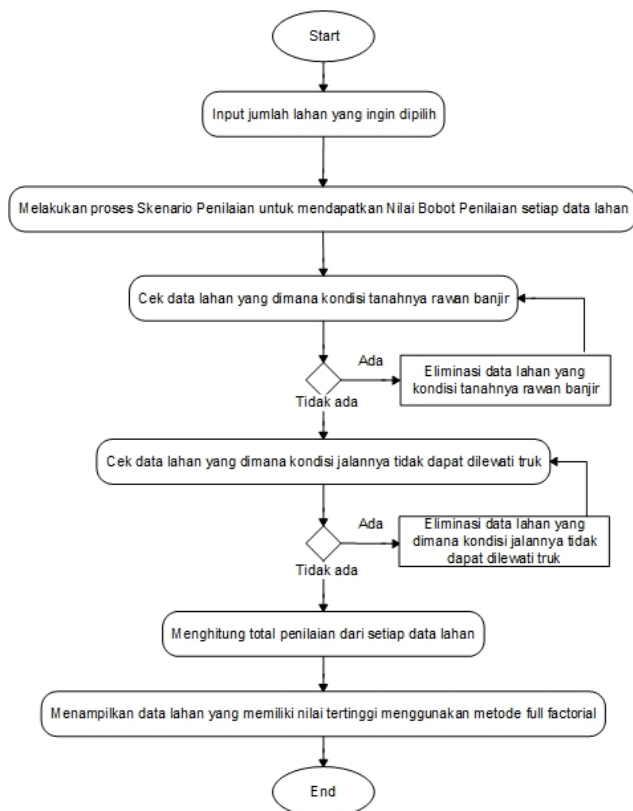 Start
Input jumlah lahan yang ingin dipilih
Melakukan proses Skenario Penilaian untuk mendapatkan Nilai Bobot Penilaian setiap data lahan
Cek data lahan yang dimana kondisi tanahnya rawan banjir
Ada
Eliminasi data lahan yang
kondisi tanahnya rawan banjir
Tidak ada
Cek data lahan yang dimana kondisi jalannya tidak dapat dilewati truk
Ada
Eliminasi data lahan yang
dimana kondisi jalannya tidak
dapat dilewati truk
Tidak ada
Menghitung total penilaian dari setiap data lahan
Menampilkan data lahan yang memiliki nilai tertinggi menggunakan metode full factorial
End